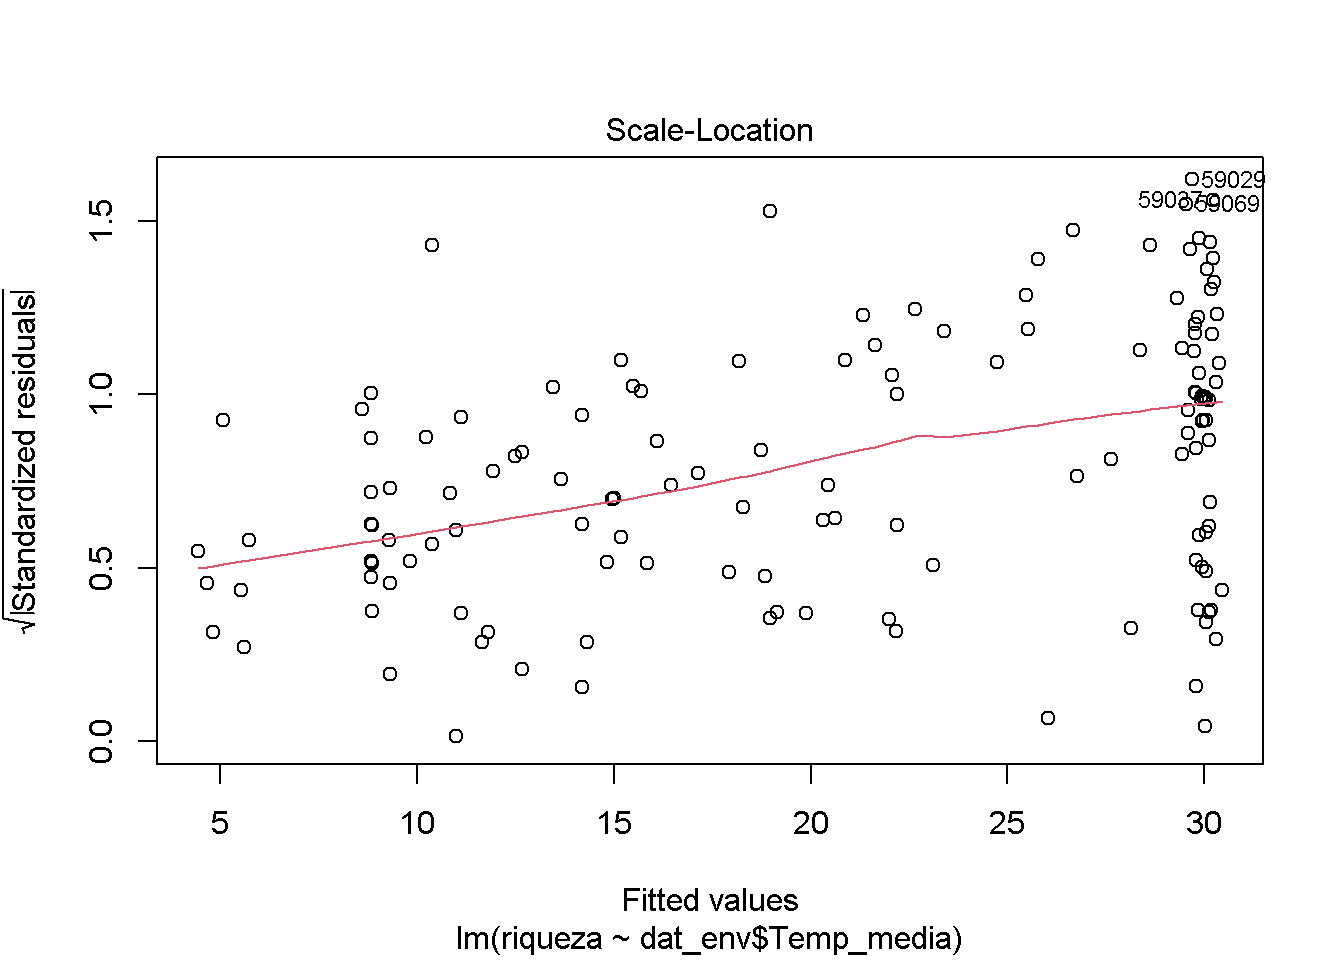 Scale-Location
59029
59037
59069
√|Standardized residuals|
1.5
1.0
0.5
0.0
5 10 15 20 25 30
Fitted values
lm(riqueza ~ dat_env$Temp_media)